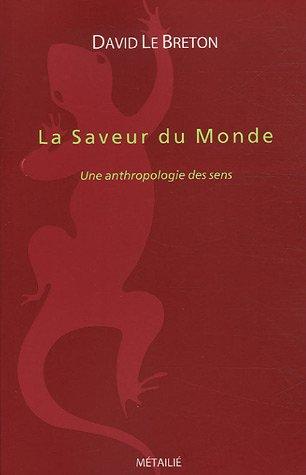 DAVID LE BRETON
La Saveur du Monde
Une anthropologie des sens
MÉTAILIÉ